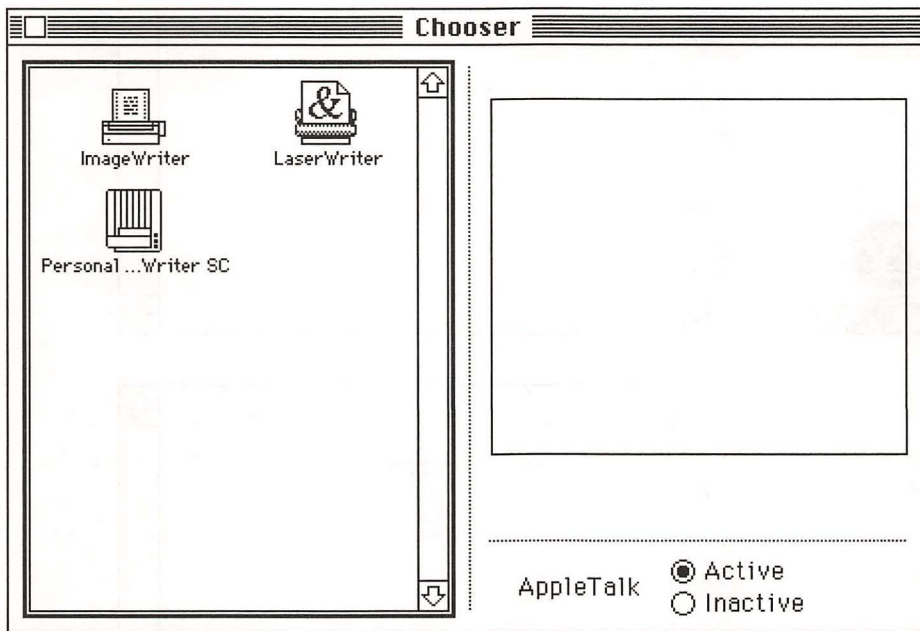 Chooser
ImageWriter
LaserWriter
Personal ...Writer SC
AppleTalk
Active
Inactive